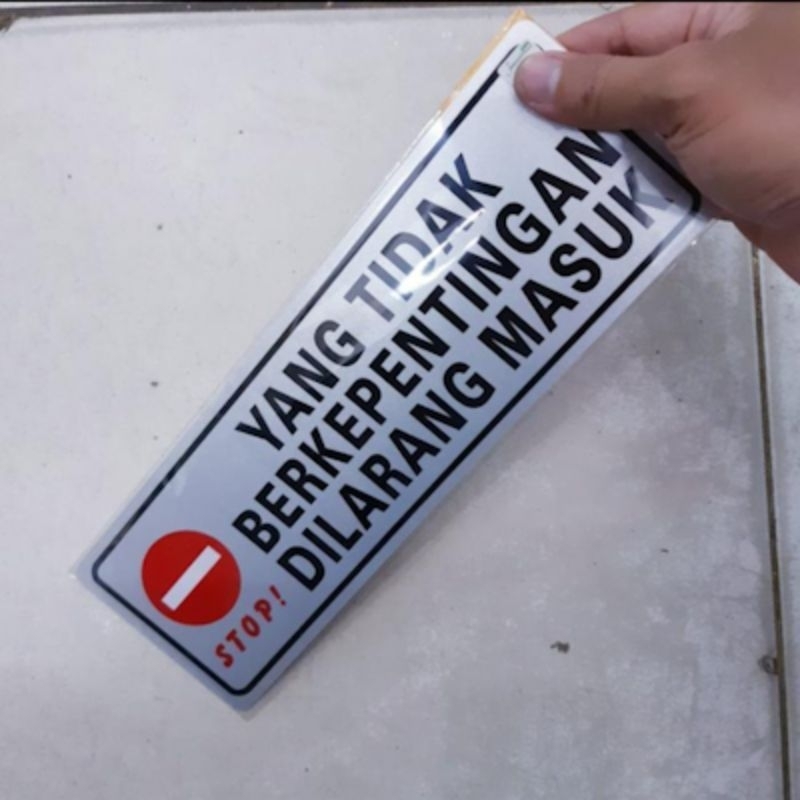 YANG TIDAK
BERKEPENTINGAN
DILARANG MASUK
STOP!